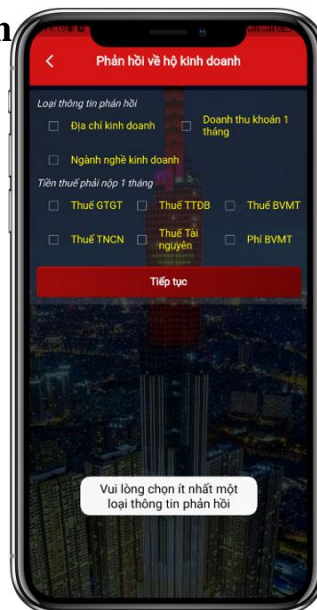 m
Phản hồi về hộ kinh doanh
Loại thông tin phản hồi
Địa chỉ kinh doanh
Doanh thu khoán 1
tháng
Ngành nghề kinh doanh
Tiền thuế phải nộp 1 tháng
Thuế GTGT
Thuế TTĐB
Thuế BVMT
Thuế TNCN
Thuế Tài
nguyên
Phí BVMT
Tiếp tục
Vui lòng chọn ít nhất một
loại thông tin phản hồi